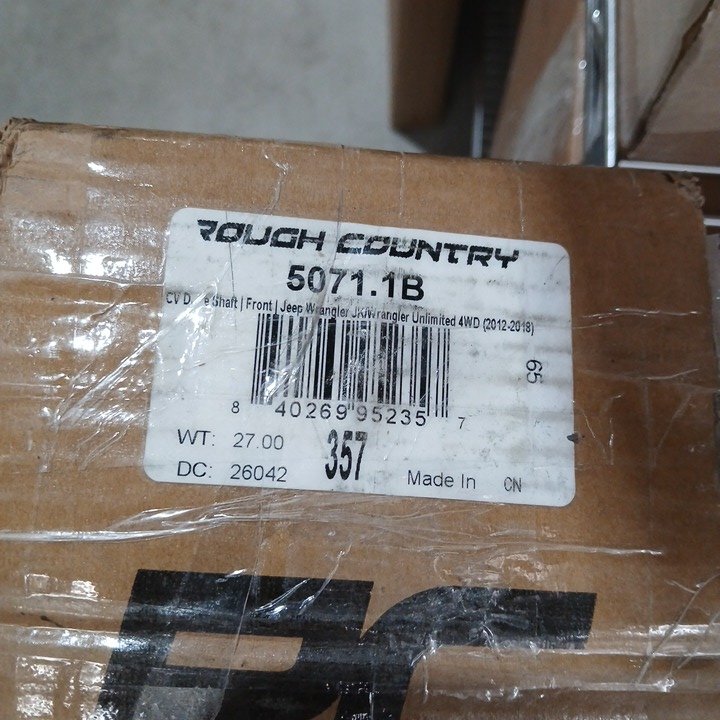 ROUGH COUNTRY
5071.1B
CV Shaft | Front | Jeep Wrangler JK/Wrangler Unlimited 4WD (2012-2018)
65
8 40269 95235 7
WT: 27.00
357
DC: 26042
Made In CN
RC